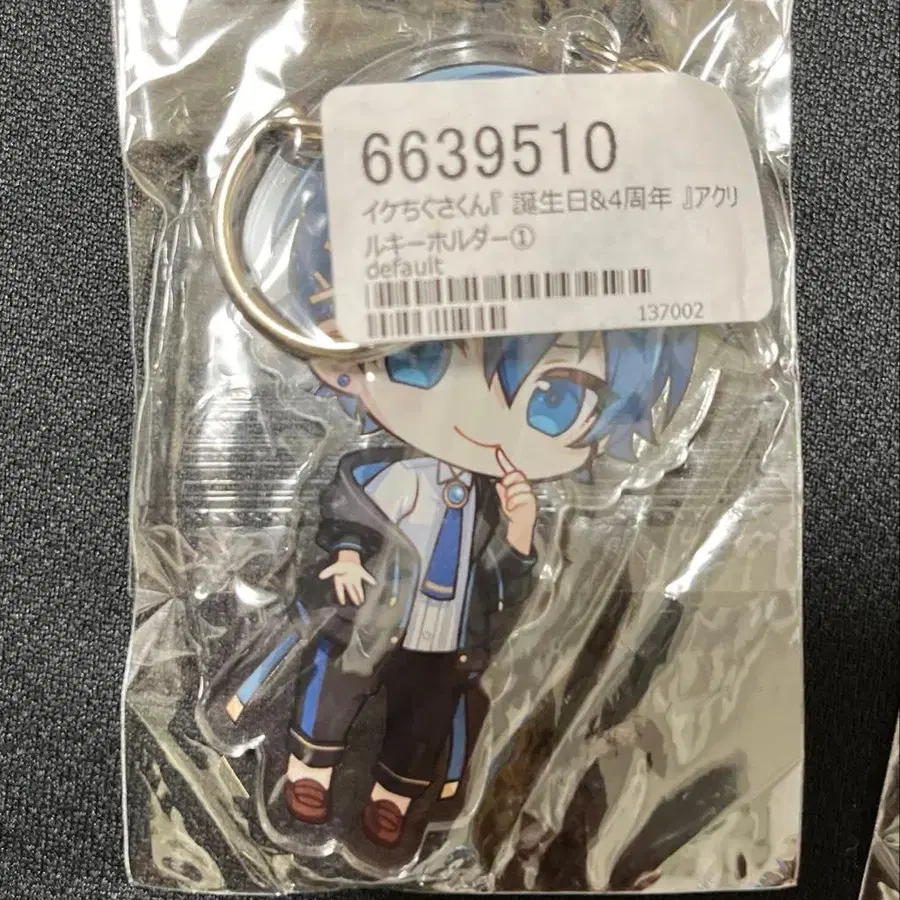 6639510
イケちぐさくん『 誕生日&4周年 』アクリ
ルキーホルダー①
default
137002